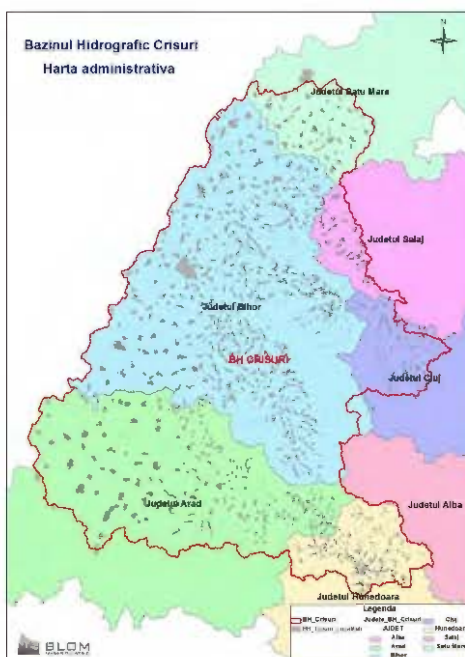 Bazinul Hidrografic Crisuri
Harta administrativa
N
Judetul Satu Mare
Judetul Salaj
Judetul Bihor
BH CRISURI
Judetul Cluj
Judetul Alba
Judetul Arad
Judetul Hunedoara
Legenda
BH_Crisuri
Judete_BH_Crisuri
JUDET
Alba
Arad
Bihor
Cluj
Hunedoara
Salaj
Satu Mare
BLOM